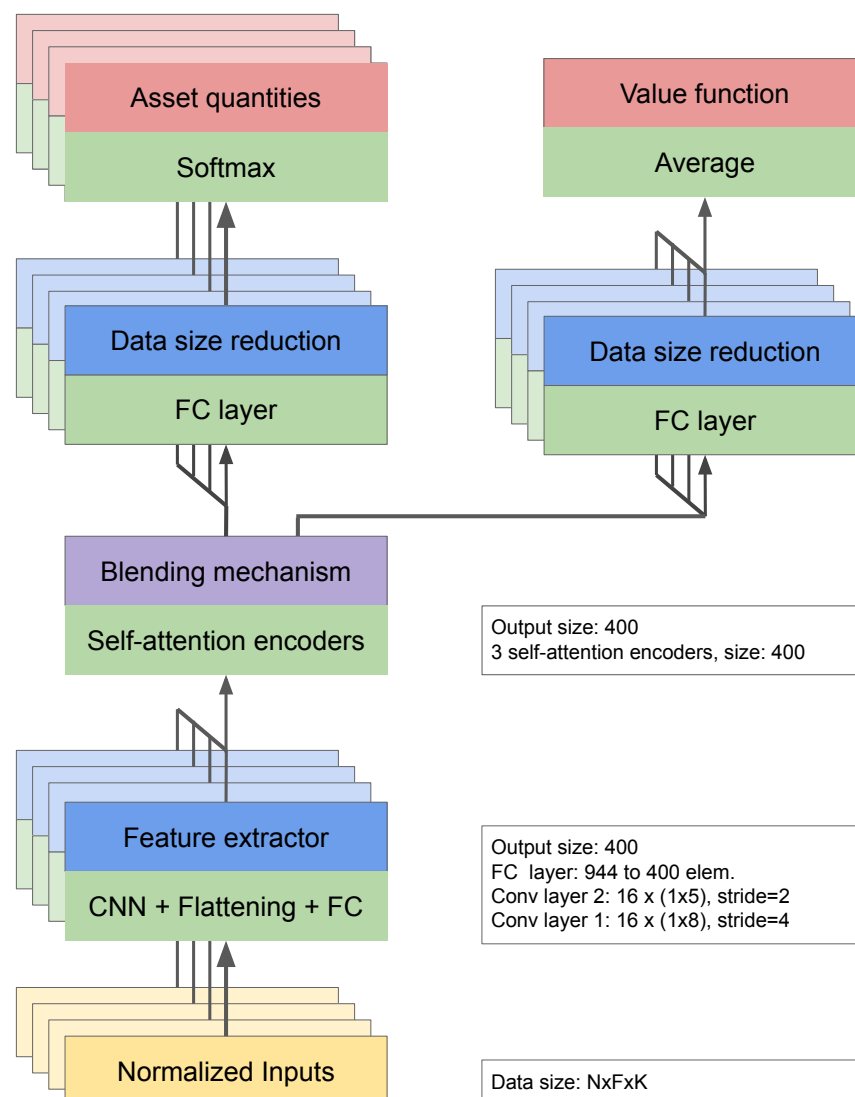 Asset quantities
Softmax
Value function
Average
Data size reduction
FC layer
Data size reduction
FC layer
Blending mechanism
Self-attention encoders
Output size: 400
3 self-attention encoders, size: 400
Feature extractor
CNN + Flattening + FC
Output size: 400
FC layer: 944 to 400 elem.
Conv layer 2: 16 x (1x5), stride=2
Conv layer 1: 16 x (1x8), stride=4
Normalized Inputs
Data size: NxFxK